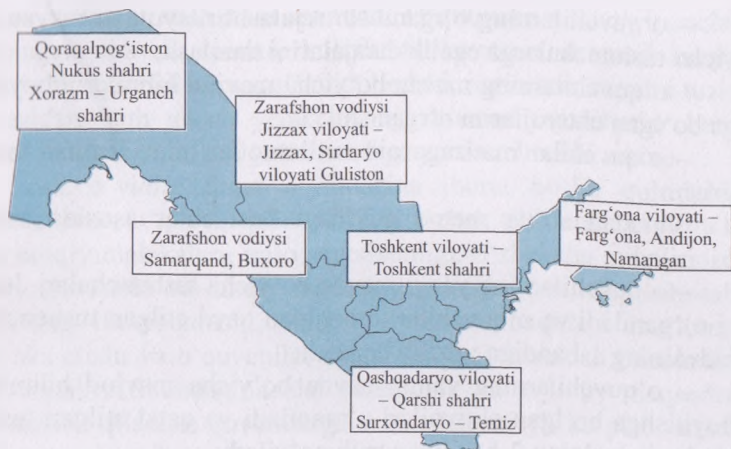 Qoraqalpog‘iston
Nukus shahri
Xorazm – Urganch
shahri
Zarafshon vodiysi
Jizzax viloyati –
Jizzax, Sirdaryo
viloyati Guliston
Zarafshon vodiysi
Samarqand, Buxoro
Toshkent viloyati –
Toshkent shahri
Farg‘ona viloyati –
Farg‘ona, Andijon,
Namangan
Qashqadaryo viloyati
– Qarshi shahri
Surxondaryo – Temiz